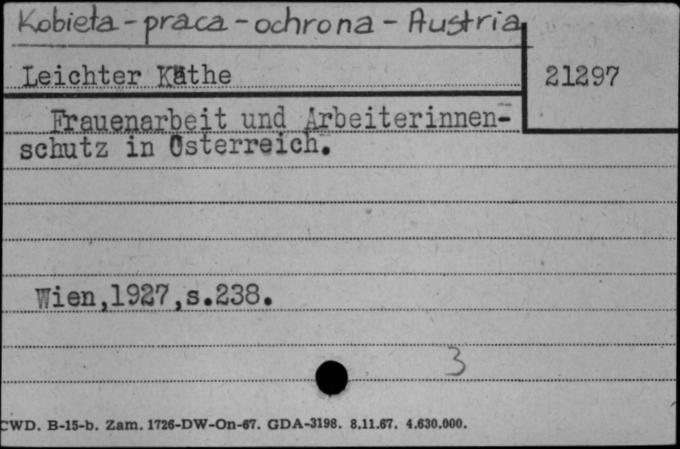 Kobieta - praca - ochrona - Austria
Leichter Käthe
21297
Frauenarbeit und Arbeiterinnen-
schutz in Österreich.
Wien,1927,s.238.
3
CWD. B-15-b. Zam. 1726-DW-On-67. GDA-3198. 8.11.67. 4.630.000.